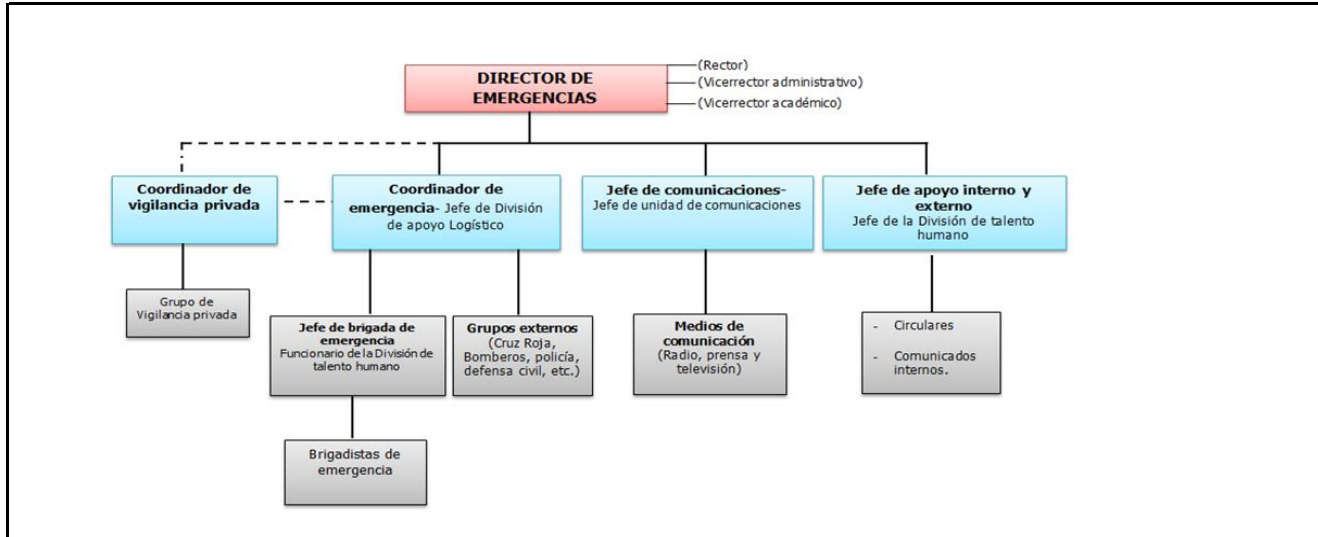 DIRECTOR DE
EMERGENCIAS
(Rector)
(Vicerrector administrativo)
(Vicerrector académico)
Coordinador de
vigilancia privada
Coordinador de
emergencia- Jefe de División
de apoyo Logístico
Jefe de comunicaciones-
Jefe de unidad de comunicaciones
Jefe de apoyo interno y
externo
Jefe de la División de talento
humano
Grupo de
Vigilancia privada
Jefe de brigada de
emergencia
Funcionario de la División de
talento humano
Grupos externos
(Cruz Roja,
Bomberos, policía,
defensa civil, etc.)
Medios de
comunicación
(Radio, prensa y
televisión)
- Circulares
- Comunicados
internos.
Brigadistas de
emergencia